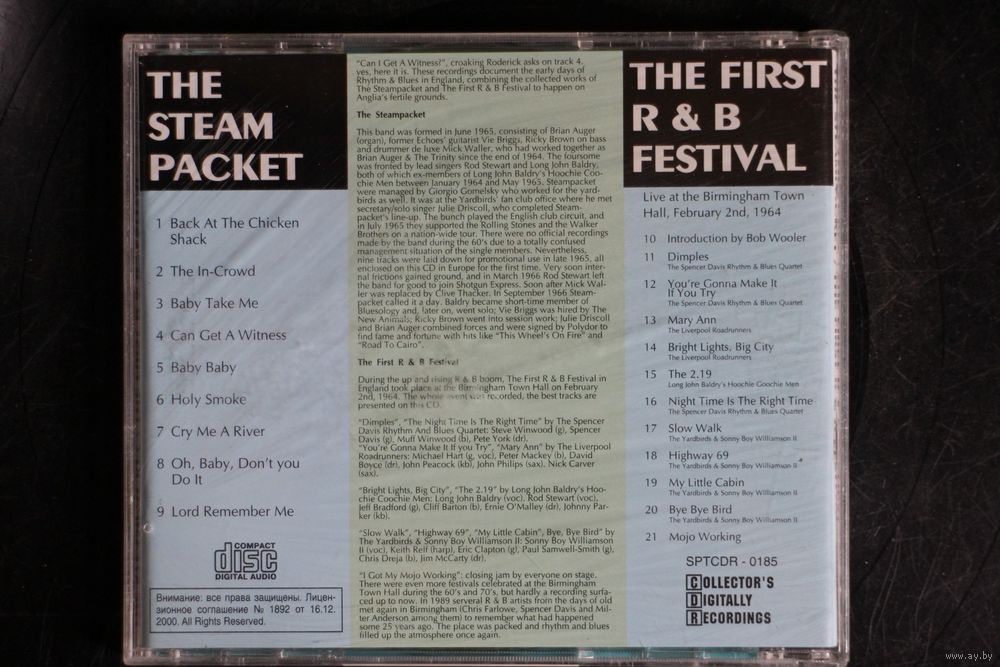 THE
STEAM
PACKET
1 Back At The Chicken
Shack
2 The In-Crowd
3 Baby Take Me
4 Can Get A Witness
5 Baby Baby
6 Holy Smoke
7 Cry Me A River
8 Oh, Baby, Don't you
Do It
9 Lord Remember Me
COMPACT
disc
DIGITAL AUDIO
Внимание: все права защищены. Лицен-
зионное соглашение № 1892 от 16.12.
2000. All Rights Reserved.
"Can I Get A Witness?", croaking Roderick asks on track 4,
yes, here it is. These recordings document the early days of
Rhythm & Blues in England, combining the collected works of
The Steampacket and The First R & B Festival to happen on
Anglia's fertile grounds.
The Steampacket
This band was formed in June 1965, consisting of Brian Auger
(organ), former Echoes' guitarist Vie Briggs, Ricky Brown on bass
and drummer de luxe Mick Waller, who had worked together as
Brian Auger & The Trinity since the end of 1964. The foursome
was fronted by lead singers Rod Stewart and Long John Baldry,
both of which ex-members of Long John Baldry's Hoochie Coo-
chie Men between January 1964 and May 1965. Steampacket
were managed by Giorgio Gomelsky who worked for the yard-
birds as well. It was at the Yardbirds' fan club office where he met
secretary/solo singer Julie Driscoll, who completed Steam-
packet's line-up. The bunch played the English club circuit, and
in July 1965 they supported the Rolling Stones and the Walker
Brothers on a nation-wide tour. There were no official recordings
made by the band during the 60's due to a totally confused
management situation of the single members. Nevertheless,
nine tracks were laid down for promotional use in late 1965, all
enclosed on this CD in Europe for the first time. Very soon inter-
nal frictions gained ground, and in March 1966 Rod Stewart left
the band for good to join Shotgun Express. Soon after Mick Wal-
ler was replaced by Clive Thacker. In September 1966 Steam-
packet called it a day. Baldry became short-time member of
Bluesology and, later on, went solo; Vie Briggs was hired by The
New Animals; Ricky Brown went into session work; Julie Driscoll
and Brian Auger combined forces and were signed by Polydor to
find fame and fortune with hits like "This Wheel's On Fire" and
"Road To Cairo".
The First R & B Festival
During the up and rising R & B boom, The First R & B Festival in
England took place at the Birmingham Town Hall on February
2nd, 1964. The whole event was recorded, the best tracks are
presented on this CD.
"Dimples", "The Night Time Is The Right Time" by The Spencer
Davis Rhythm And Blues Quartet: Steve Winwood (g), Spencer
Davis (g), Muff Winwood (b), Pete York (dr).
"You're Gonna Make It If you Try", "Mary Ann" by The Liverpool
Roadrunners: Michael Hart (g, voc), Peter Mackey (b), David
Boyce (dr), John Peacock (kb), John Philips (sax). Nick Carver
(sax).
"Bright Lights, Big City", "The 2.19" by Long John Baldry's Hoo-
chie Coochie Men: Long John Baldry (voc), Rod Stewart (voc),
Jeff Bradford (g), Cliff Barton (b), Ernie O'Malley (dr), Johnny Par-
ker (kb).
"Slow Walk", "Highway 69", "My Little Cabin", Bye, Bye Bird" by
The Yardbirds & Sonny Boy Williamson II: Sonny Boy Williamson
II (voc), Keith Relf (harp), Eric Clapton (g), Paul Samwell-Smith (g),
Chris Dreja (b), Jim McCarty (dr).
"I Got My Mojo Working": closing jam by everyone on stage.
There were even more festivals celebrated at the Birmingham
Town Hall during the 60's and 70's, but hardly a recording surfa-
ced up to now. In 1989 serveral R & B artists from the days of old
met again in Birmingham (Chris Farlowe, Spencer Davis and Mil-
ler Anderson among them) to remember what had happened
some 25 years ago. The place was packed and rhythm and blues
filled up the atmosphere once again.
THE FIRST
R & B
FESTIVAL
Live at the Birmingham Town
Hall, February 2nd, 1964
10 Introduction by Bob Wooler
11 Dimples
The Spencer Davis Rhythm & Blues Quartet
12 You're Gonna Make It
If You Try
The Spencer Davis Rhythm & Blues Quartet
13 Mary Ann
The Liverpool Roadrunners
14 Bright Lights, Big City
The Liverpool Roadrunners
15 The 2.19
Long John Baldry's Hoochie Goochie Men
16 Night Time Is The Right Time
The Spencer Davis Rhythm & Blues Quartet
17 Slow Walk
The Yardbirds & Sonny Boy Williamson II
18 Highway 69
The Yardbirds & Sonny Boy Williamson II
19 My Little Cabin
The Yardbirds & Sonny Boy Williamson II
20 Bye Bye Bird
The Yardbirds & Sonny Boy Williamson II
21 Mojo Working
SPTCDR - 0185
COLLECTOR'S
DIGITALLY
RECORDINGS
www.ay.by